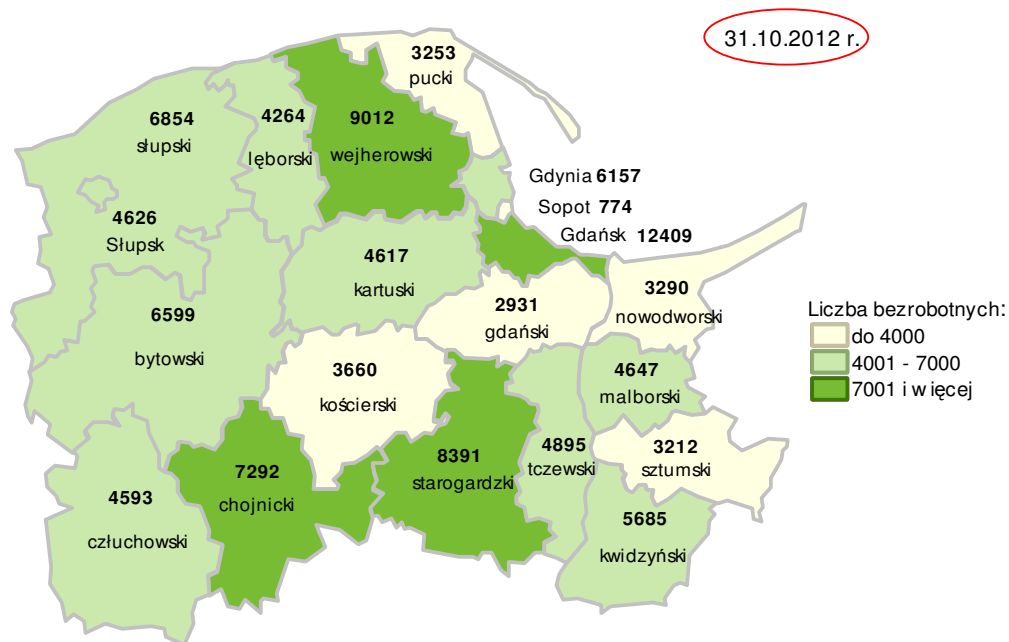 31.10.2012 r.
3253
pucki
6854
słupski
4264
lęborski
9012
wejherowski
Gdynia 6157
Sopot 774
Gdańsk 12409
4626
Słupsk
4617
kartuski
2931
gdański
3290
nowodworski
6599
bytowski
3660
kościerski
4647
malborski
Liczba bezrobotnych:
do 4000
4001 - 7000
7001 i więcej
4593
człuchowski
7292
chojnicki
8391
starogardzki
4895
tczewski
3212
sztumski
5685
kwidzyński